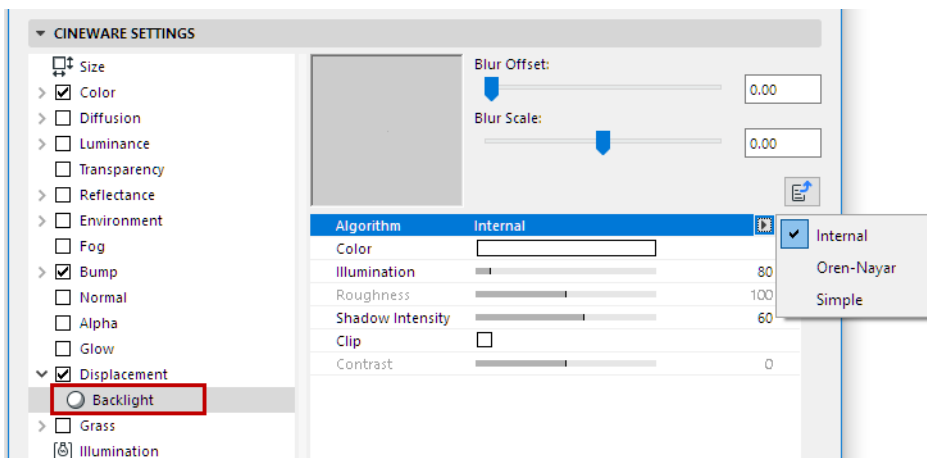 CINEWARE SETTINGS
Size
Color
Diffusion
Luminance
Transparency
Reflectance
Environment
Fog
Bump
Normal
Alpha
Glow
Displacement
Backlight
Grass
Illumination
Blur Offset:
0.00
Blur Scale:
0.00
Algorithm Internal
Color
Illumination 80
Roughness 100
Shadow Intensity 60
Clip
Contrast 0
Internal
Oren-Nayar
Simple